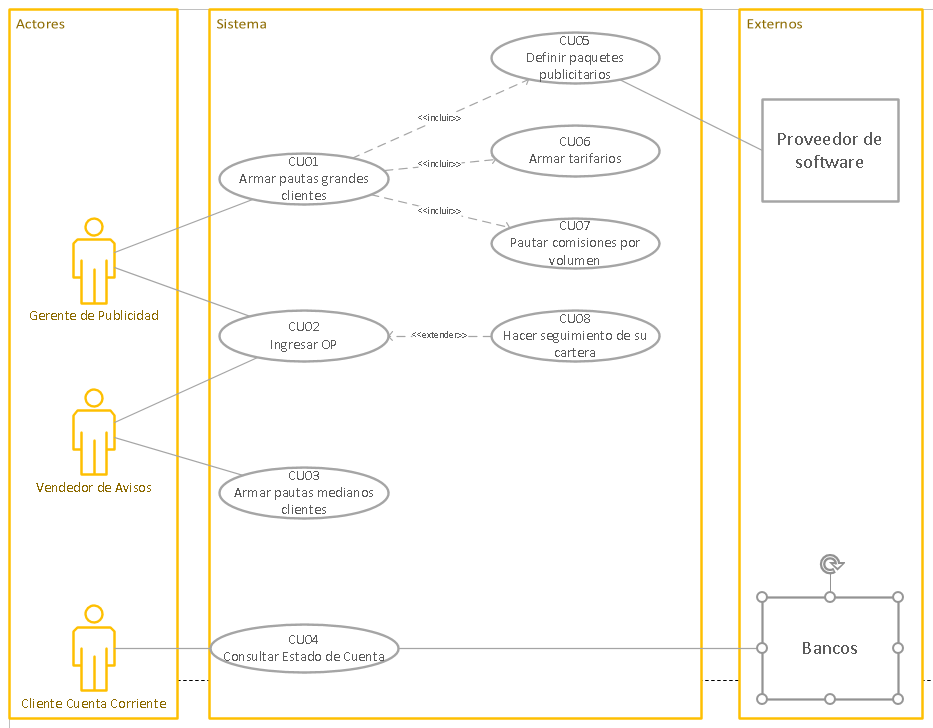 Actores
Sistema
Externos
CU05
Definir paquetes
publicitarios
<<incluir>>
Proveedor de
software
CU06
Armar tarifarios
<<incluir>>
CU01
Armar pautas grandes
clientes
<<incluir>>
CU07
Pautar comisiones por
volumen
Gerente de Publicidad
CU02
Ingresar OP
<<extender>>
CU08
Hacer seguimiento de su
cartera
Vendedor de Avisos
CU03
Armar pautas medianos
clientes
CU04
Consultar Estado de Cuenta
Bancos
Cliente Cuenta Corriente